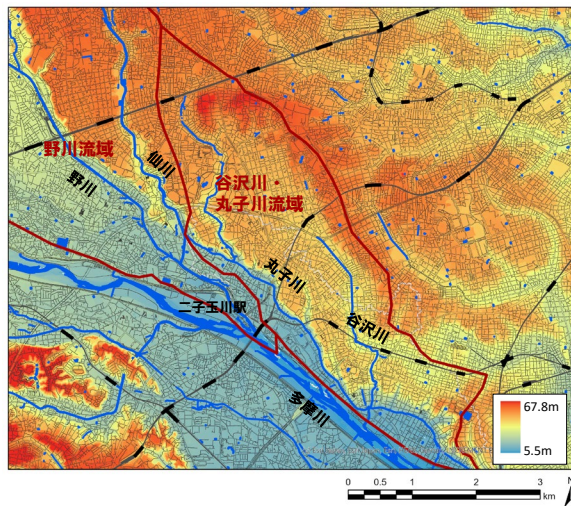 野川流域
仙川
野川
谷沢川・
丸子川流域
丸子川
二子玉川駅
谷沢川
多摩川
67.8m
5.5m
0 0.5 1 2 3
km
N